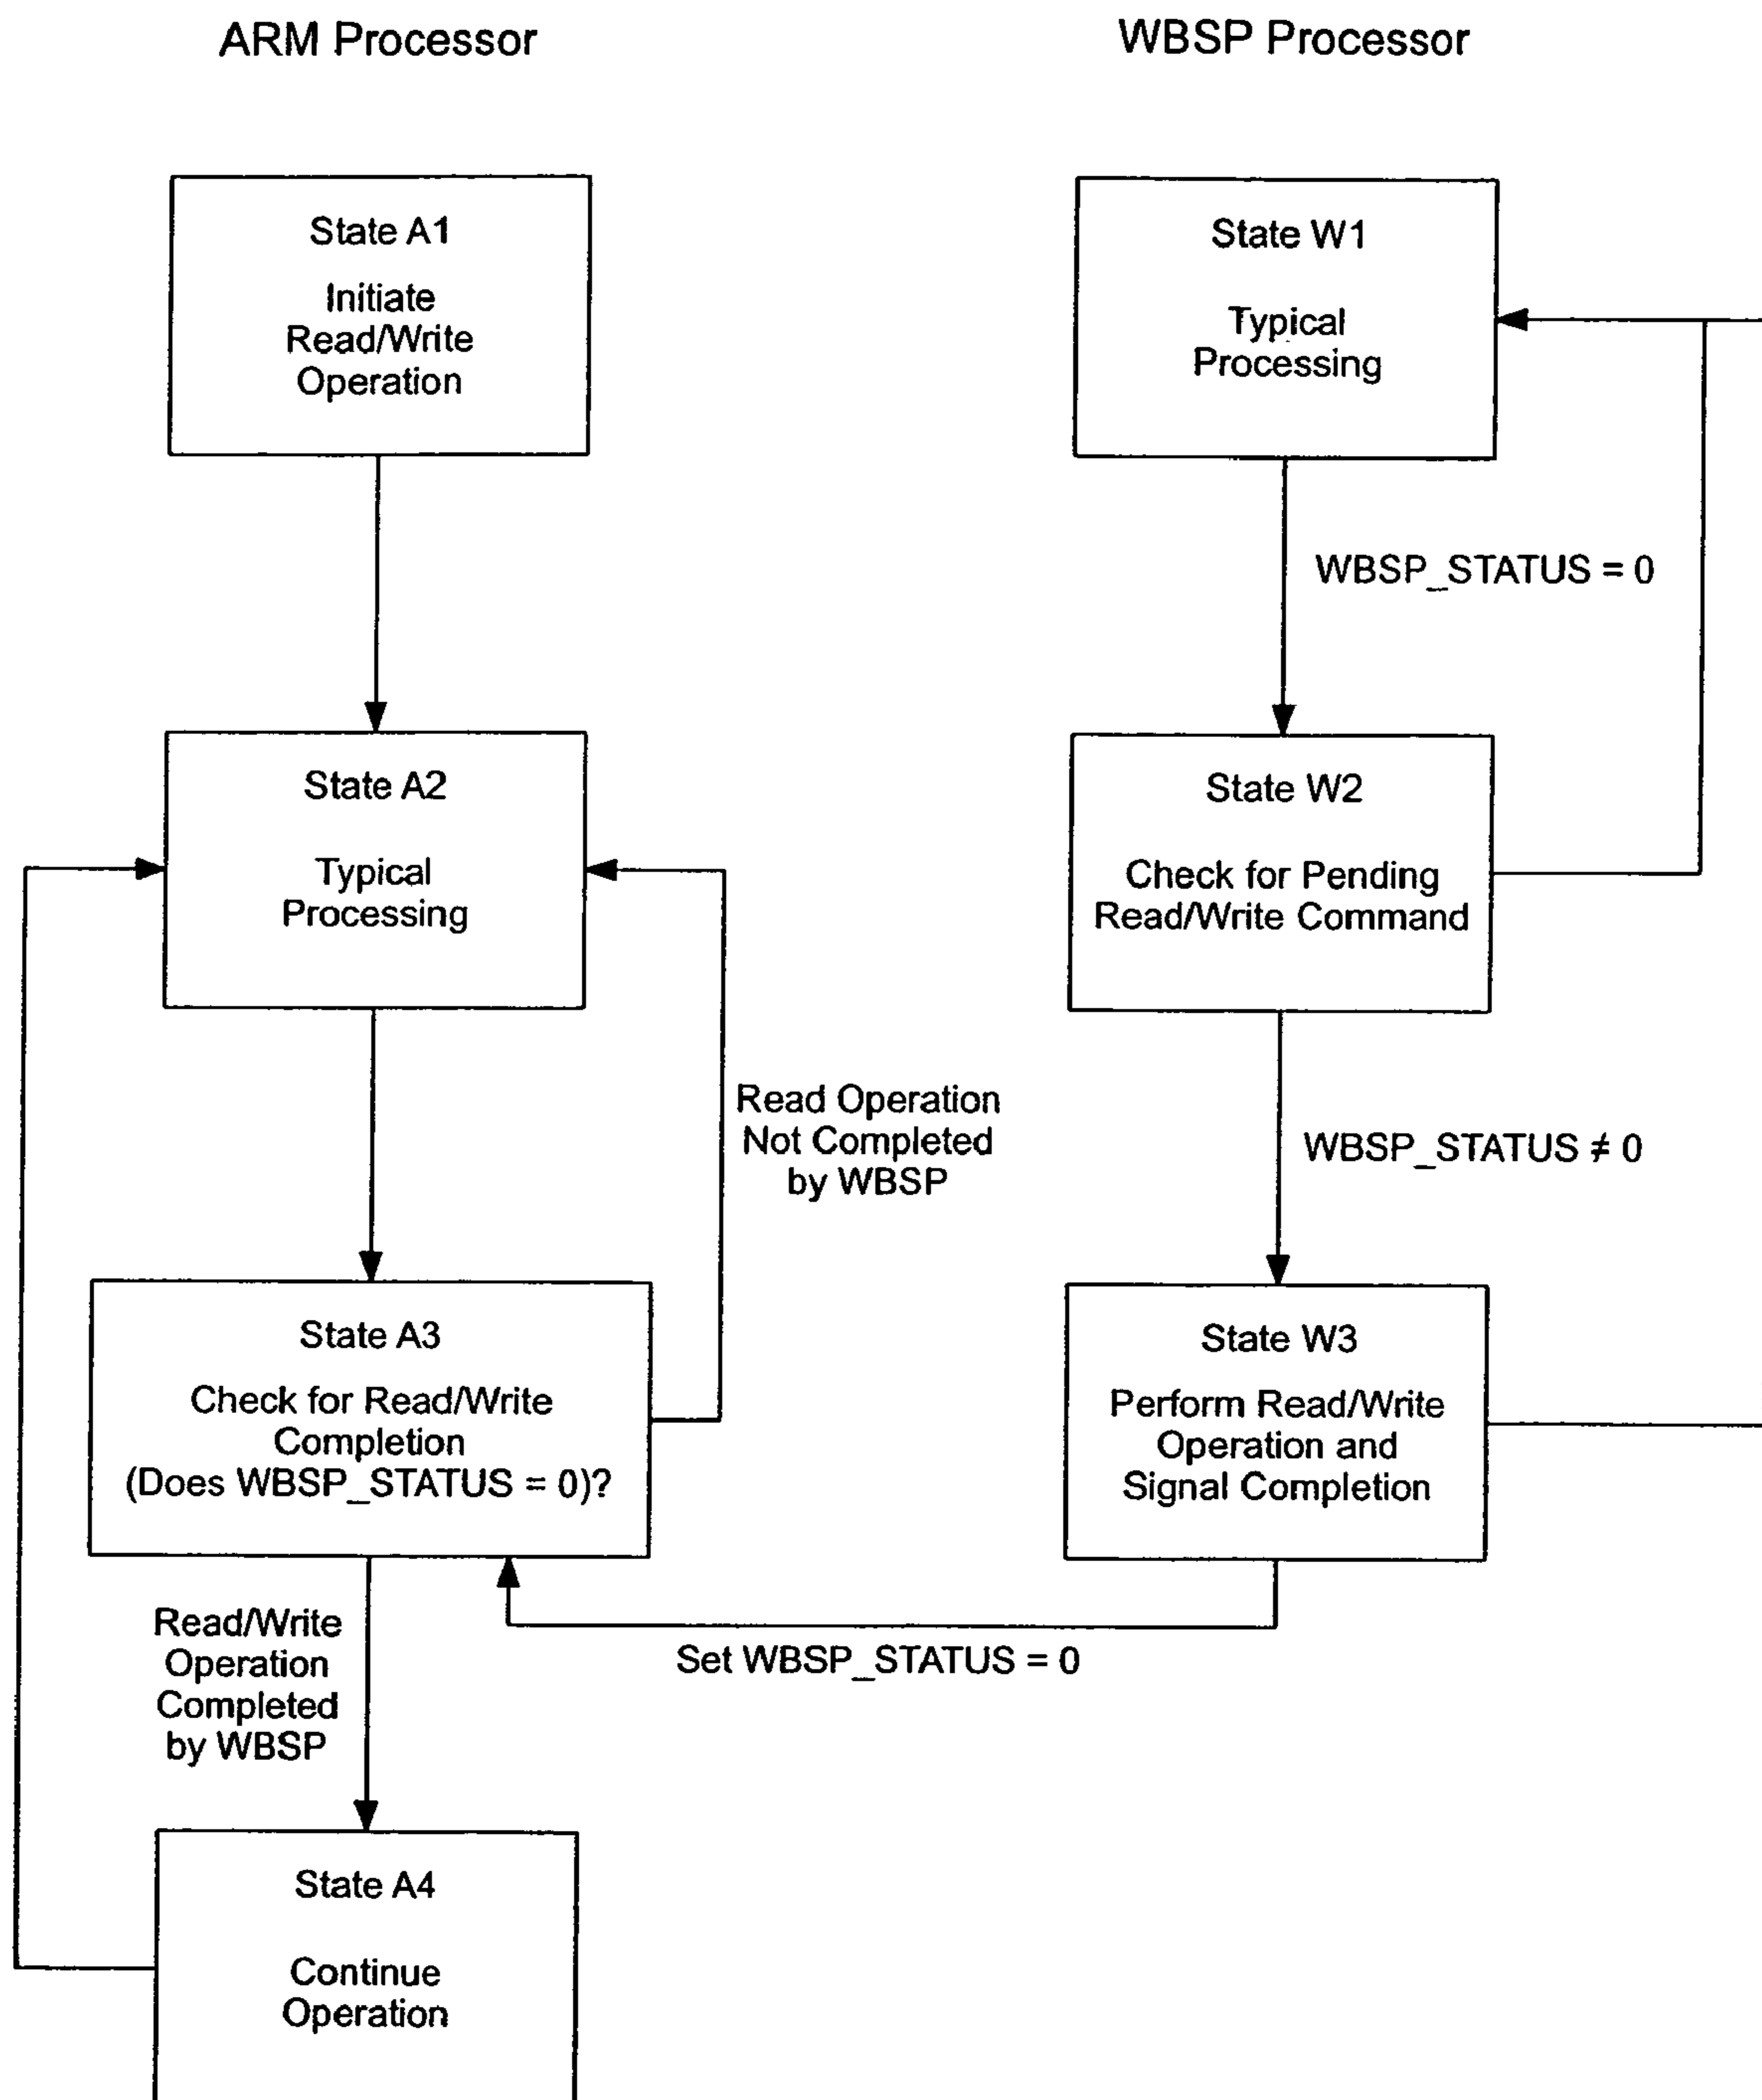 ARM Processor
WBSP Processor
State A1
Initiate
Read/Write
Operation
State W1
Typical
Processing
WBSP_STATUS = 0
State A2
Typical
Processing
State W2
Check for Pending
Read/Write Command
Read Operation
Not Completed
by WBSP
WBSP_STATUS ≠ 0
State A3
Check for Read/Write
Completion
(Does WBSP_STATUS = 0)?
State W3
Perform Read/Write
Operation and
Signal Completion
Read/Write
Operation
Completed
by WBSP
Set WBSP_STATUS = 0
State A4
Continue
Operation